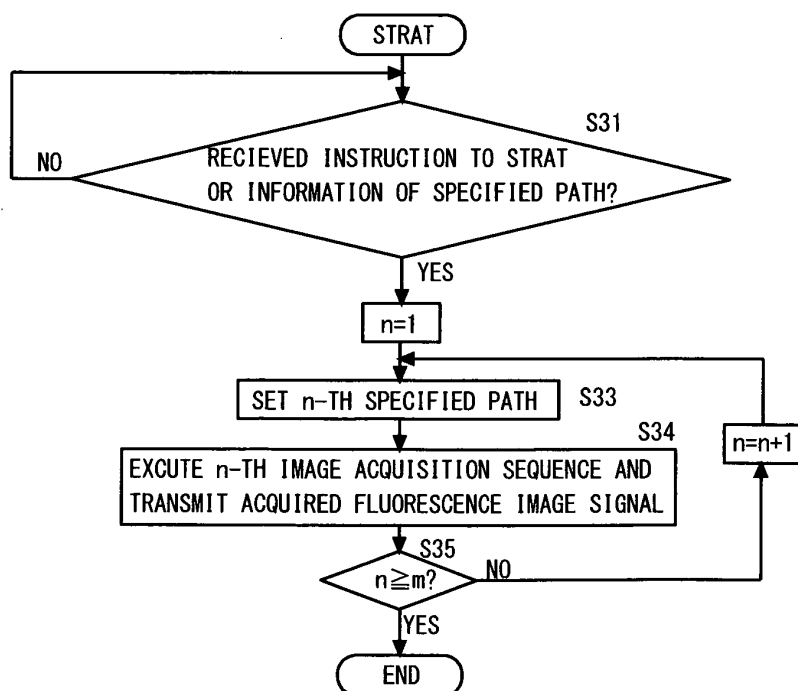 STRAT
S31
NO
RECIEVED INSTRUCTION TO STRAT
OR INFORMATION OF SPECIFIED PATH?
YES
n=1
SET n-TH SPECIFIED PATH
S33
S34
n=n+1
EXCUTE n-TH IMAGE ACQUISITION SEQUENCE AND
TRANSMIT ACQUIRED FLUORESCENCE IMAGE SIGNAL
S35
n≧m?
NO
YES
END